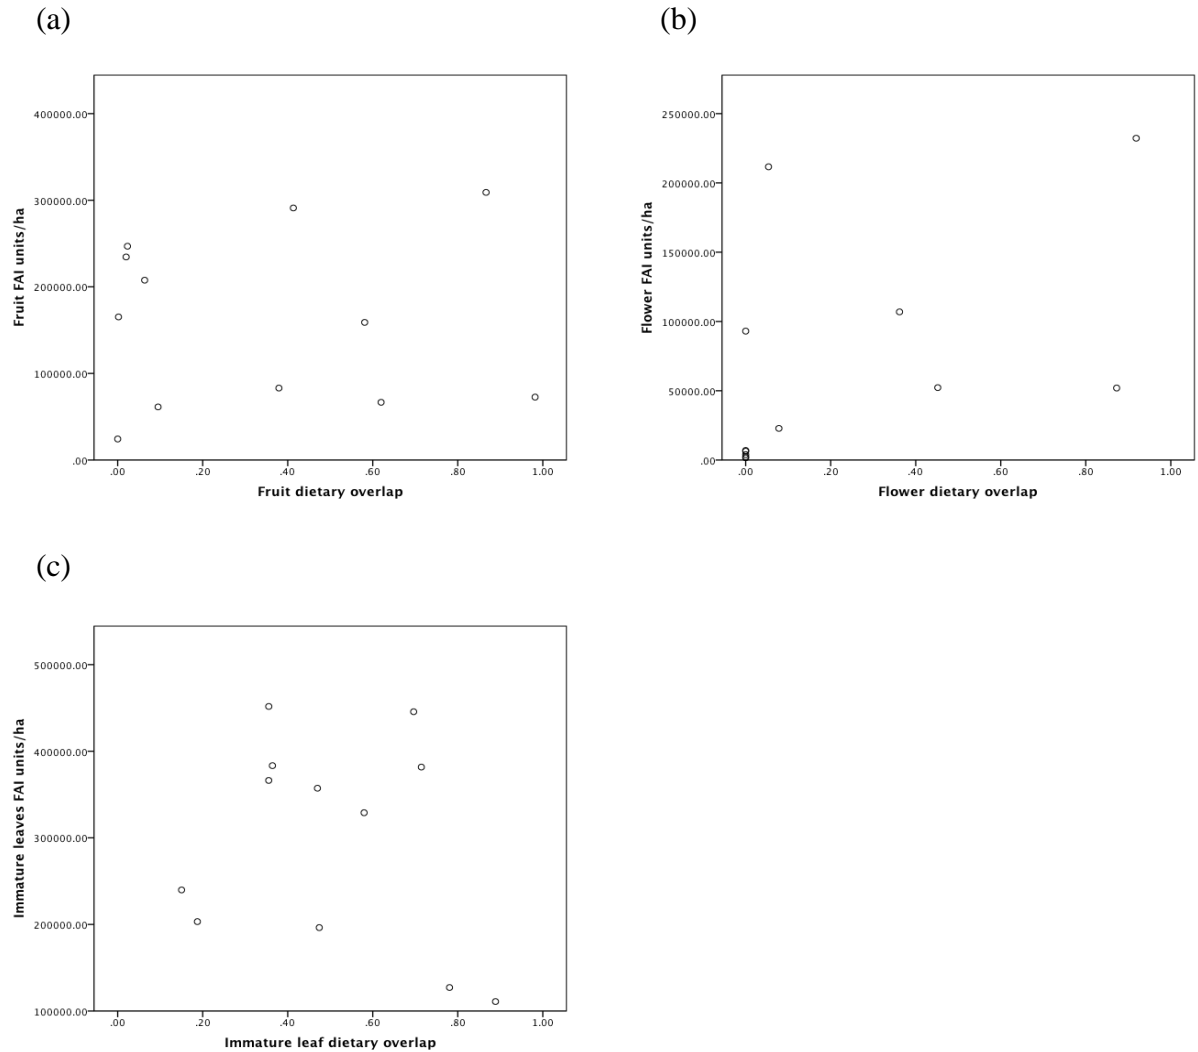 (a)
400000.00
300000.00
200000.00
100000.00
.00
Fruit FAI units/ha
.00 .20 .40 .60 .80 1.00
Fruit dietary overlap
(b)
250000.00
200000.00
150000.00
100000.00
50000.00
.00
Flower FAI units/ha
.00 .20 .40 .60 .80 1.00
Flower dietary overlap
(c)
500000.00
400000.00
300000.00
200000.00
100000.00
Immature leaves FAI units/ha
.00 .20 .40 .60 .80 1.00
Immature leaf dietary overlap